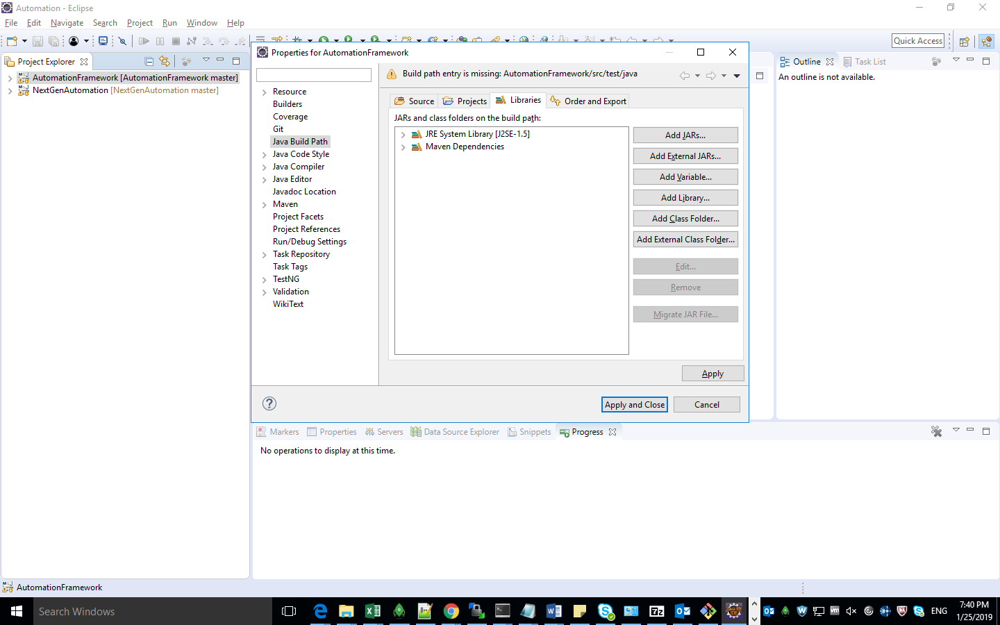 Automation - Eclipse
File Edit Navigate Search Project Run Window Help
Quick Access
Project Explorer
AutomationFramework [AutomationFramework master]
NextGenAutomation [NextGenAutomation master]
Properties for AutomationFramework
Resource
Builders
Coverage
Git
Java Build Path
Java Code Style
Java Compiler
Java Editor
Javadoc Location
Maven
Project Facets
Project References
Run/Debug Settings
Task Repository
Task Tags
TestNG
Validation
WikiText
Build path entry is missing: AutomationFramework/src/test/java
Source Projects Libraries Order and Export
JARs and class folders on the build path:
JRE System Library [J2SE-1.5]
Maven Dependencies
Add JARs...
Add External JARs...
Add Variable...
Add Library...
Add Class Folder...
Add External Class Folder...
Edit...
Remove
Migrate JAR File...
Apply
Apply and Close Cancel
Outline Task List
An outline is not available.
Markers Properties Servers Data Source Explorer Snippets Progress
No operations to display at this time.
AutomationFramework
Search Windows
ENG
7:40 PM
1/25/2019